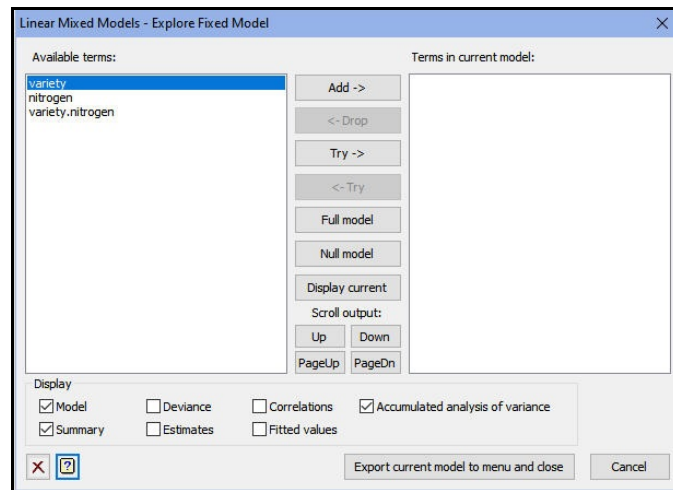 Linear Mixed Models - Explore Fixed Model
Available terms:
Terms in current model:
variety
nitrogen
variety.nitrogen
Add ->
<- Drop
Try ->
<- Try
Full model
Null model
Display current
Scroll output:
Up Down
PageUp PageDn
Display
Model Deviance Correlations Accumulated analysis of variance
Summary Estimates Fitted values
? Export current model to menu and close Cancel